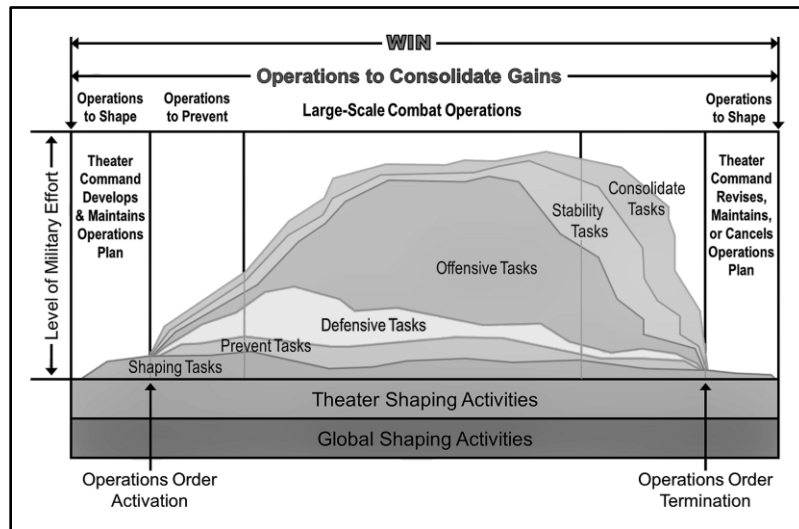 WIN
Operations to Consolidate Gains
Operations
to Shape
Operations
to Prevent
Large-Scale Combat Operations
Operations
to Shape
Level of Military Effort
Theater
Command
Develops
& Maintains
Operations
Plan
Theater
Command
Revises,
Maintains,
or Cancels
Operations
Plan
Consolidate
Tasks
Stability
Tasks
Offensive Tasks
Defensive Tasks
Prevent Tasks
Shaping Tasks
Theater Shaping Activities
Global Shaping Activities
Operations Order
Activation
Operations Order
Termination